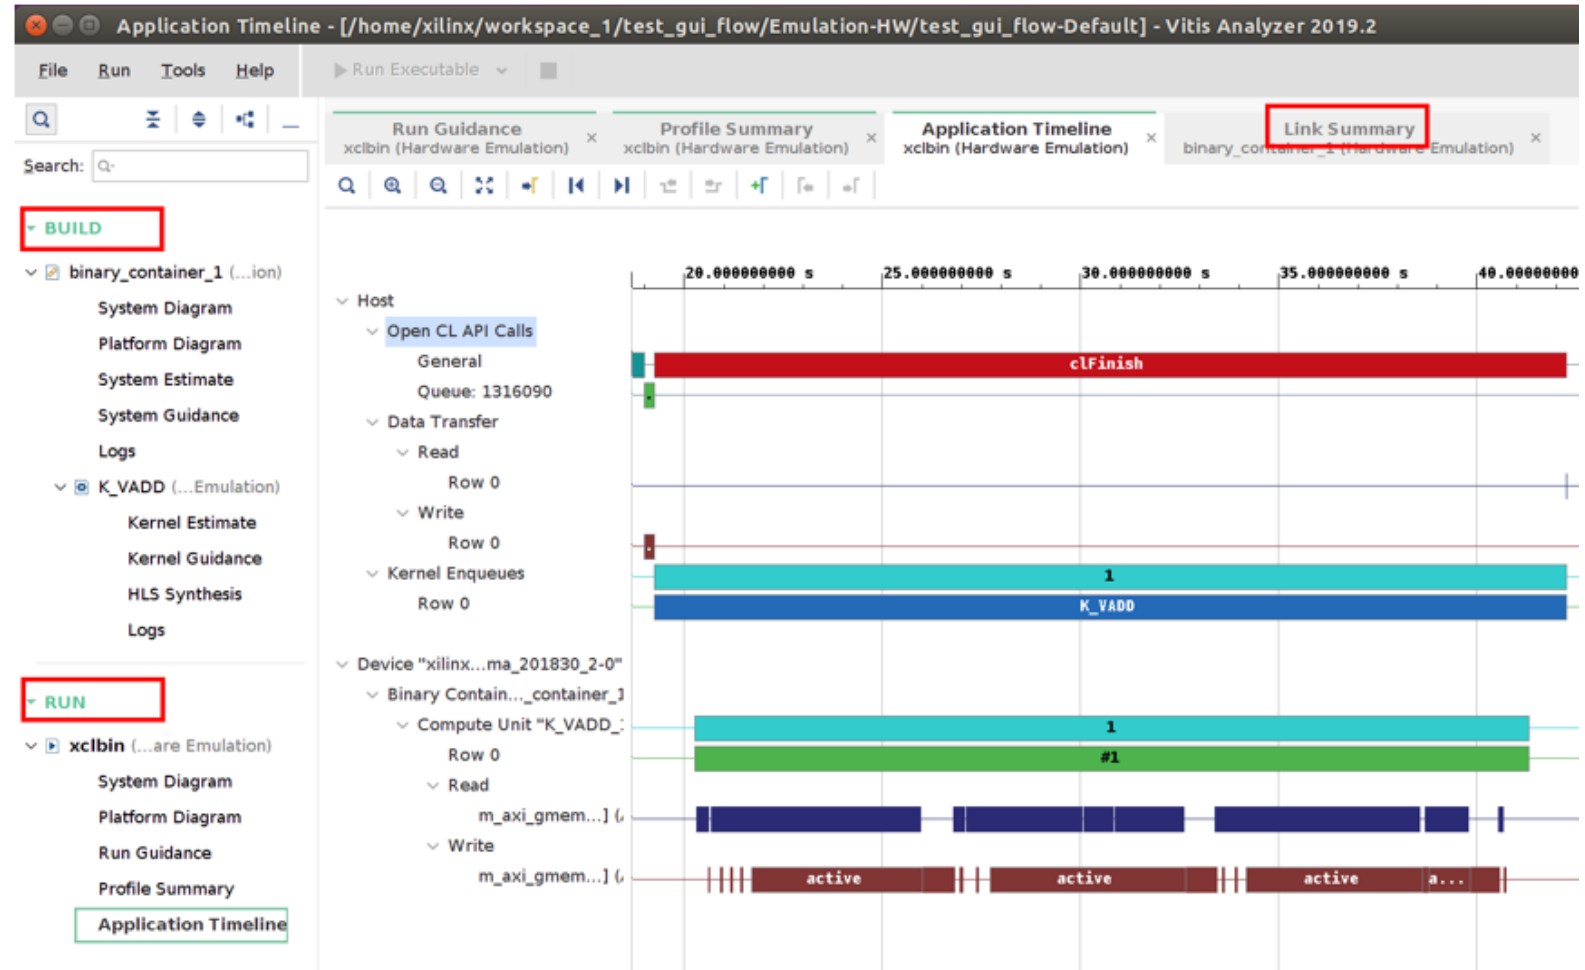 Application Timeline - [/home/xilinx/workspace_1/test_gui_flow/Emulation-HW/test_gui_flow-Default] - Vitis Analyzer 2019.2
File Run Tools Help
Run Executable
Run Guidance
xclbin (Hardware Emulation)
Profile Summary
xclbin (Hardware Emulation)
Application Timeline
xclbin (Hardware Emulation)
Link Summary
binary_container_1 (Hardware Emulation)
Search:
BUILD
binary_container_1 (...ion)
System Diagram
Platform Diagram
System Estimate
System Guidance
Logs
K_VADD (...Emulation)
Kernel Estimate
Kernel Guidance
HLS Synthesis
Logs
RUN
xclbin (...are Emulation)
System Diagram
Platform Diagram
Run Guidance
Profile Summary
Application Timeline
20.000000000 s 25.000000000 s 30.000000000 s 35.000000000 s 40.00000000
Host
Open CL API Calls
General
clFinish
Queue: 1316090
Data Transfer
Read
Row 0
Write
Row 0
Kernel Enqueues
1
Row 0
K_VADD
Device "xilinx...ma_201830_2-0"
Binary Contain..._container_1
Compute Unit "K_VADD_
1
Row 0
#1
Read
m_axi_gmem...] (
Write
m_axi_gmem...] (
active active active a...